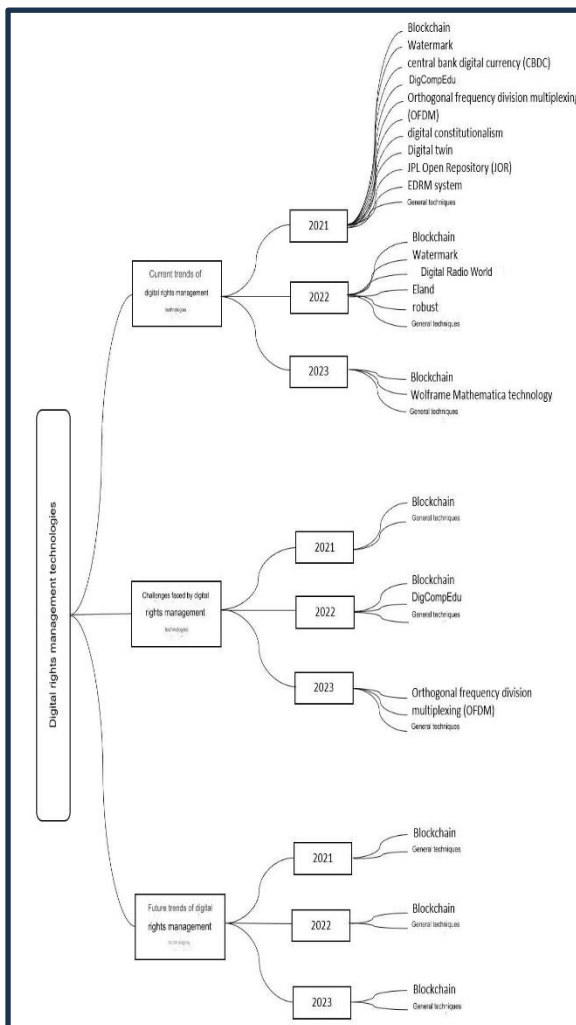 Digital rights management technologies
Current trends of
digital rights management
technologies
2021
Blockchain
Watermark
central bank digital currency (CBDC)
DigCompEdu
Orthogonal frequency division multiplexing
(OFDM)
digital constitutionalism
Digital twin
JPL Open Repository (JOR)
EDRM system
General techniques
2022
Blockchain
Watermark
Digital Radio World
Eland
robust
General techniques
2023
Blockchain
Wolframe Mathematica technology
General techniques
Challenges faced by digital
rights management
technologies
2021
Blockchain
General techniques
2022
Blockchain
DigCompEdu
General techniques
2023
Orthogonal frequency division
multiplexing (OFDM)
General techniques
Future trends of digital
rights management
2021
Blockchain
General techniques
2022
Blockchain
General techniques
2023
Blockchain
General techniques